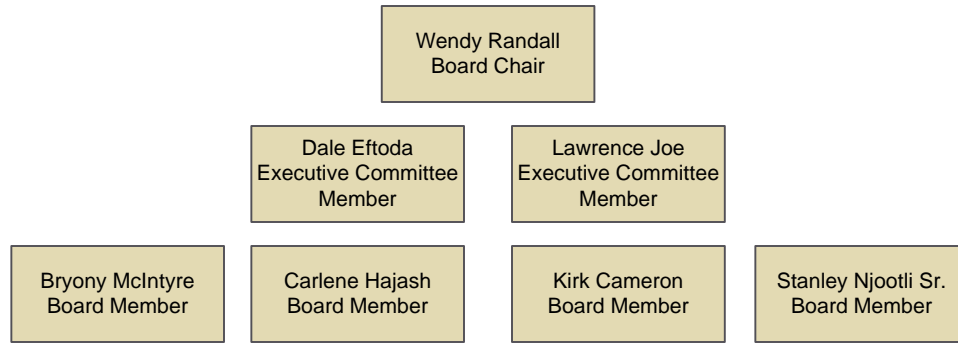 Wendy Randall
Board Chair
Dale Eftoda
Executive Committee
Member
Lawrence Joe
Executive Committee
Member
Bryony McIntyre
Board Member
Carlene Hajash
Board Member
Kirk Cameron
Board Member
Stanley Njootli Sr.
Board Member